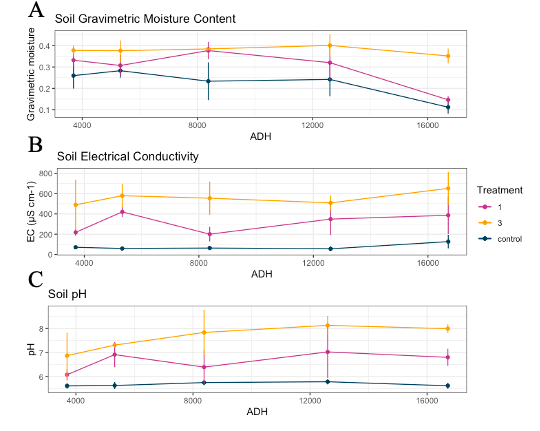 A
Soil Gravimetric Moisture Content
Gravimetric moisture
0.4
0.3
0.2
0.1
4000 8000 12000 16000
ADH
B
Soil Electrical Conductivity
EC (µS cm-1)
800
600
400
200
0
4000 8000 12000 16000
ADH
Treatment
1
3
control
C
Soil pH
pH
8
7
6
4000 8000 12000 16000
ADH